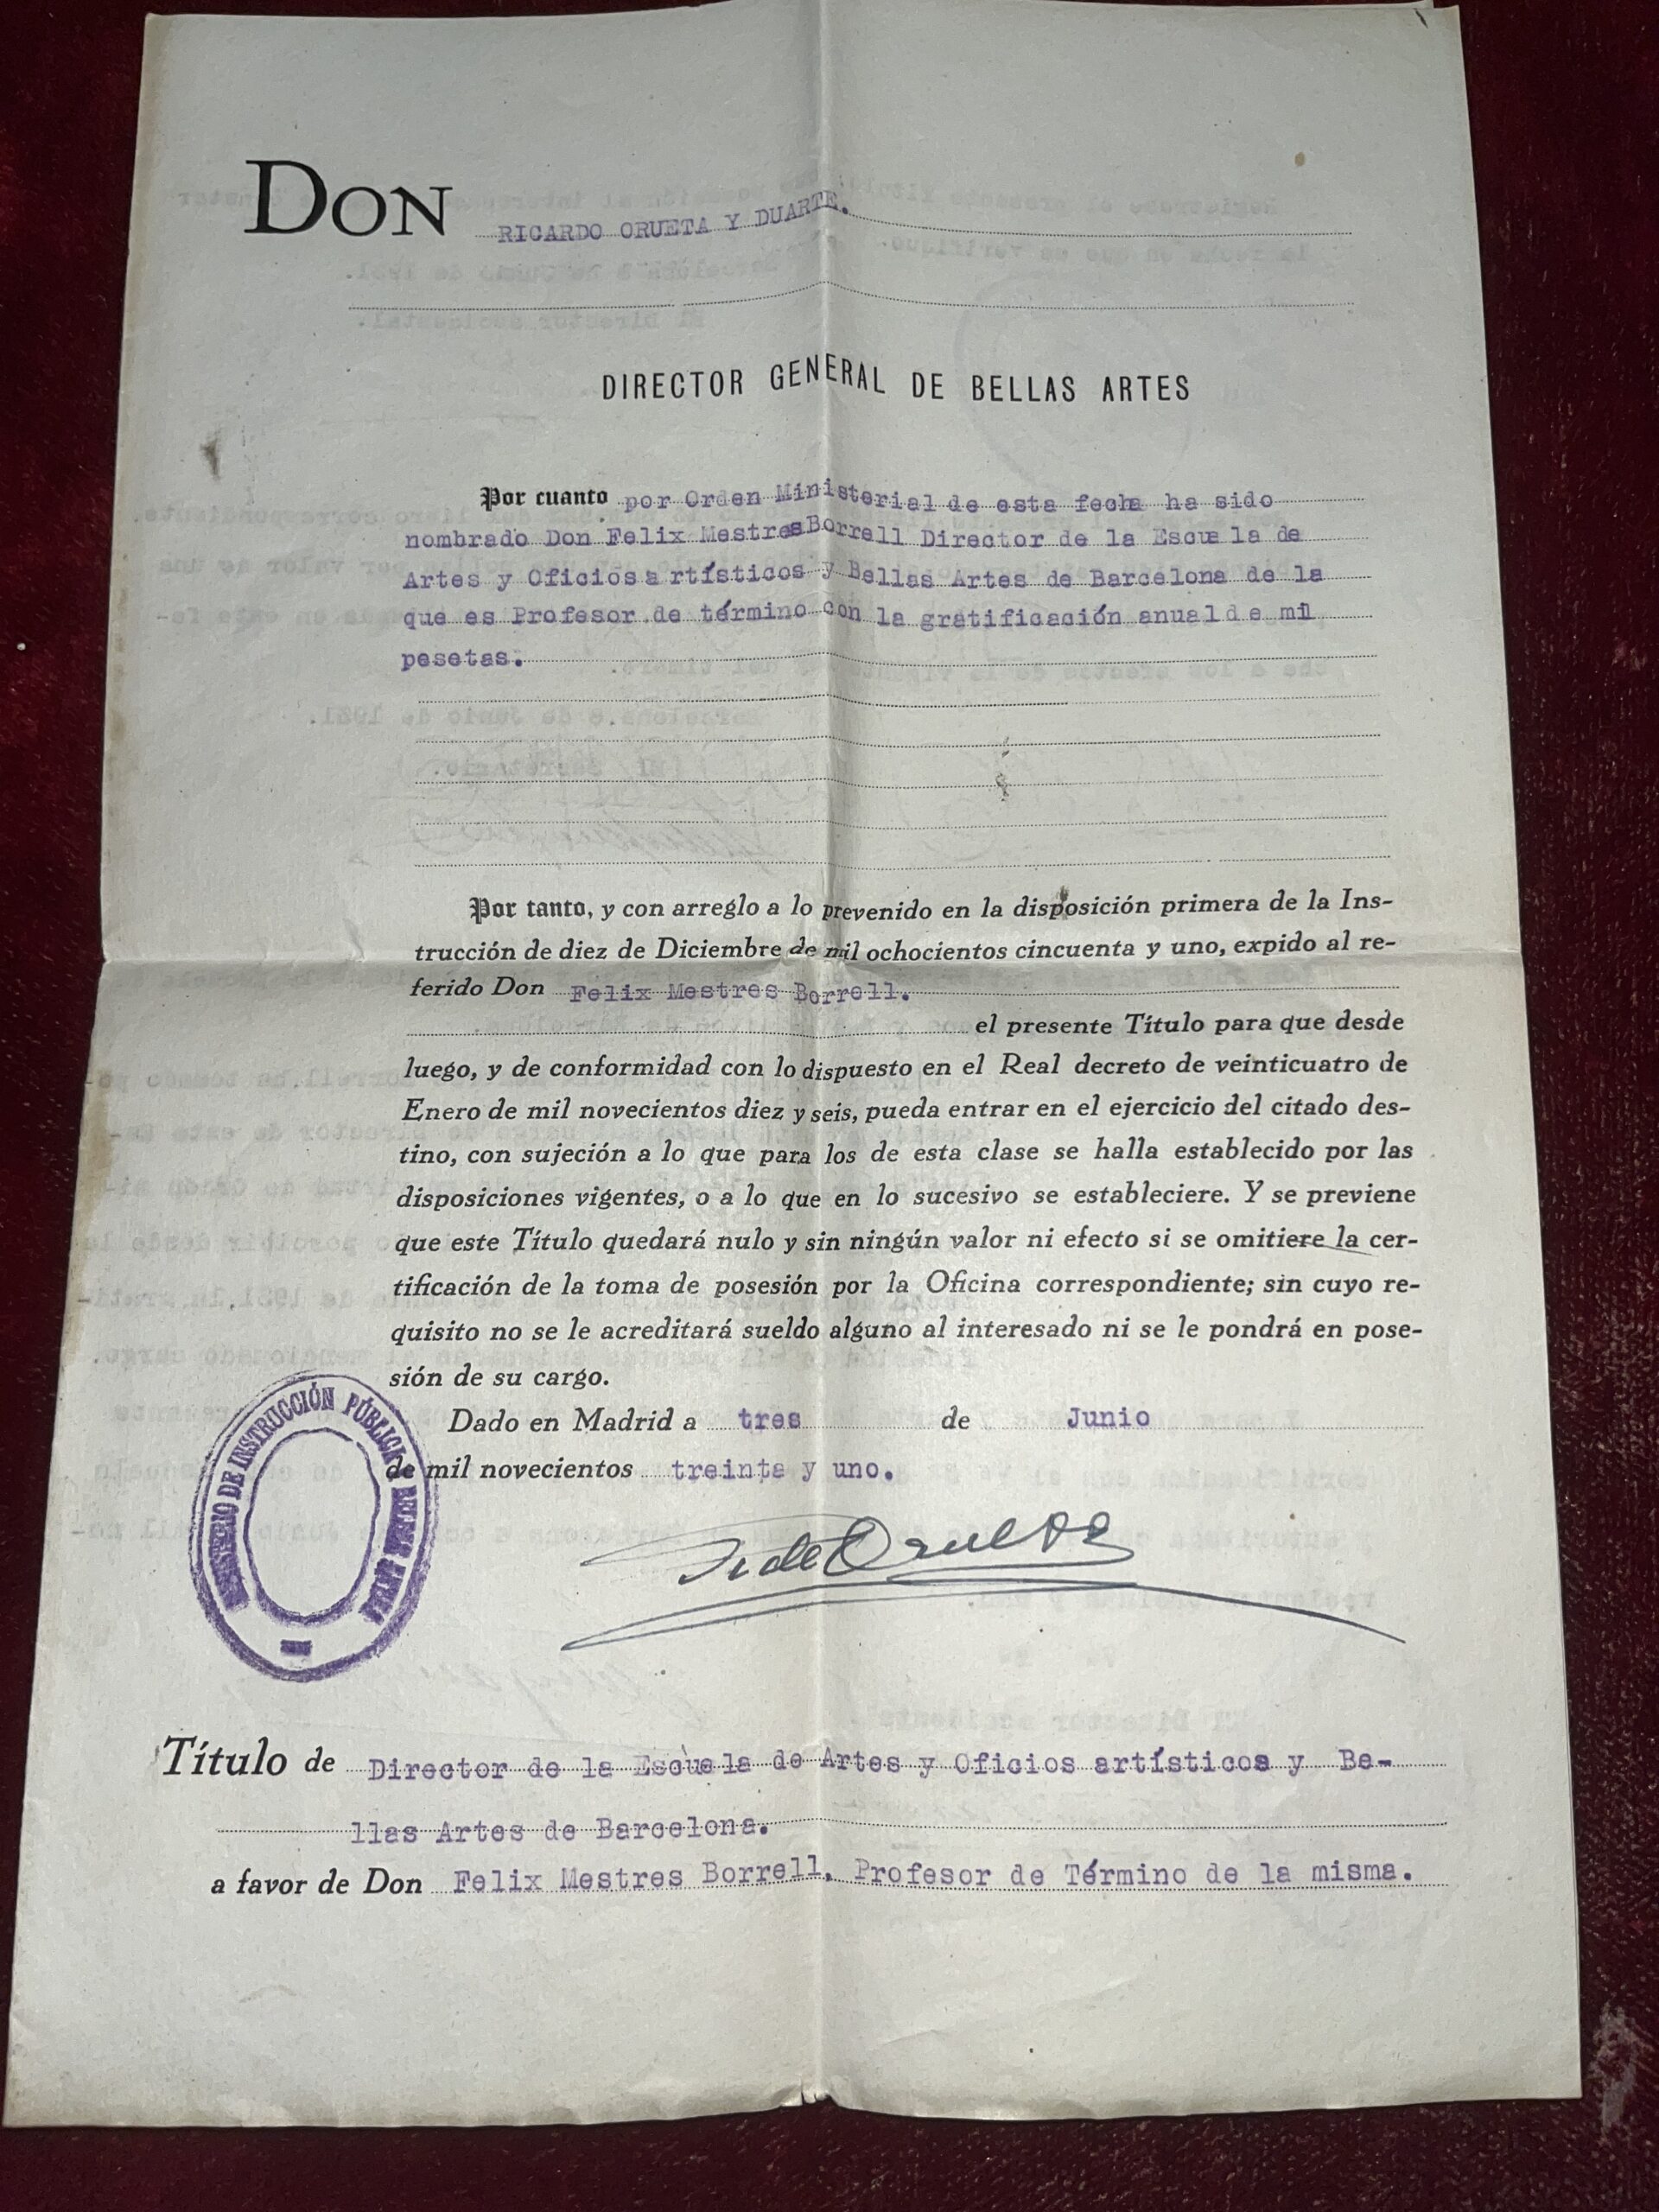 DON RICARDO ORUETA Y DUARTE.
DIRECTOR GENERAL DE BELLAS ARTES
Por cuanto por Orden Ministerial de esta fecha ha sido
nombrado Don Felix Mestres Borrell Director de la Escuela de
Artes y Oficios artísticos y Bellas Artes de Barcelona de la
que es Profesor de término con la gratificación anual de mil
pesetas.
Por tanto, y con arreglo a lo prevenido en la disposición primera de la Ins-
trucción de diez de Diciembre de mil ochocientos cincuenta y uno, expido al re-
ferido Don Felix Mestres Borrell.
el presente Título para que desde
luego, y de conformidad con lo dispuesto en el Real decreto de veinticuatro de
Enero de mil novecientos diez y seis, pueda entrar en el ejercicio del citado des-
tino, con sujeción a lo que para los de esta clase se halla establecido por las
disposiciones vigentes, o a lo que en lo sucesivo se estableciere. Y se previene
que este Título quedará nulo y sin ningún valor ni efecto si se omitiere la cer-
tificación de la toma de posesión por la Oficina correspondiente; sin cuyo re-
quisito no se le acreditará sueldo alguno al interesado ni se le pondrá en pose-
sión de su cargo.
Dado en Madrid a tres de Junio
de mil novecientos treinta y uno.
MINISTERIO DE INSTRUCCIÓN PÚBLICA
Título de Director de la Escuela de Artes y Oficios artísticos y Be-
llas Artes de Barcelona.
a favor de Don Felix Mestres Borrell, Profesor de Término de la misma.